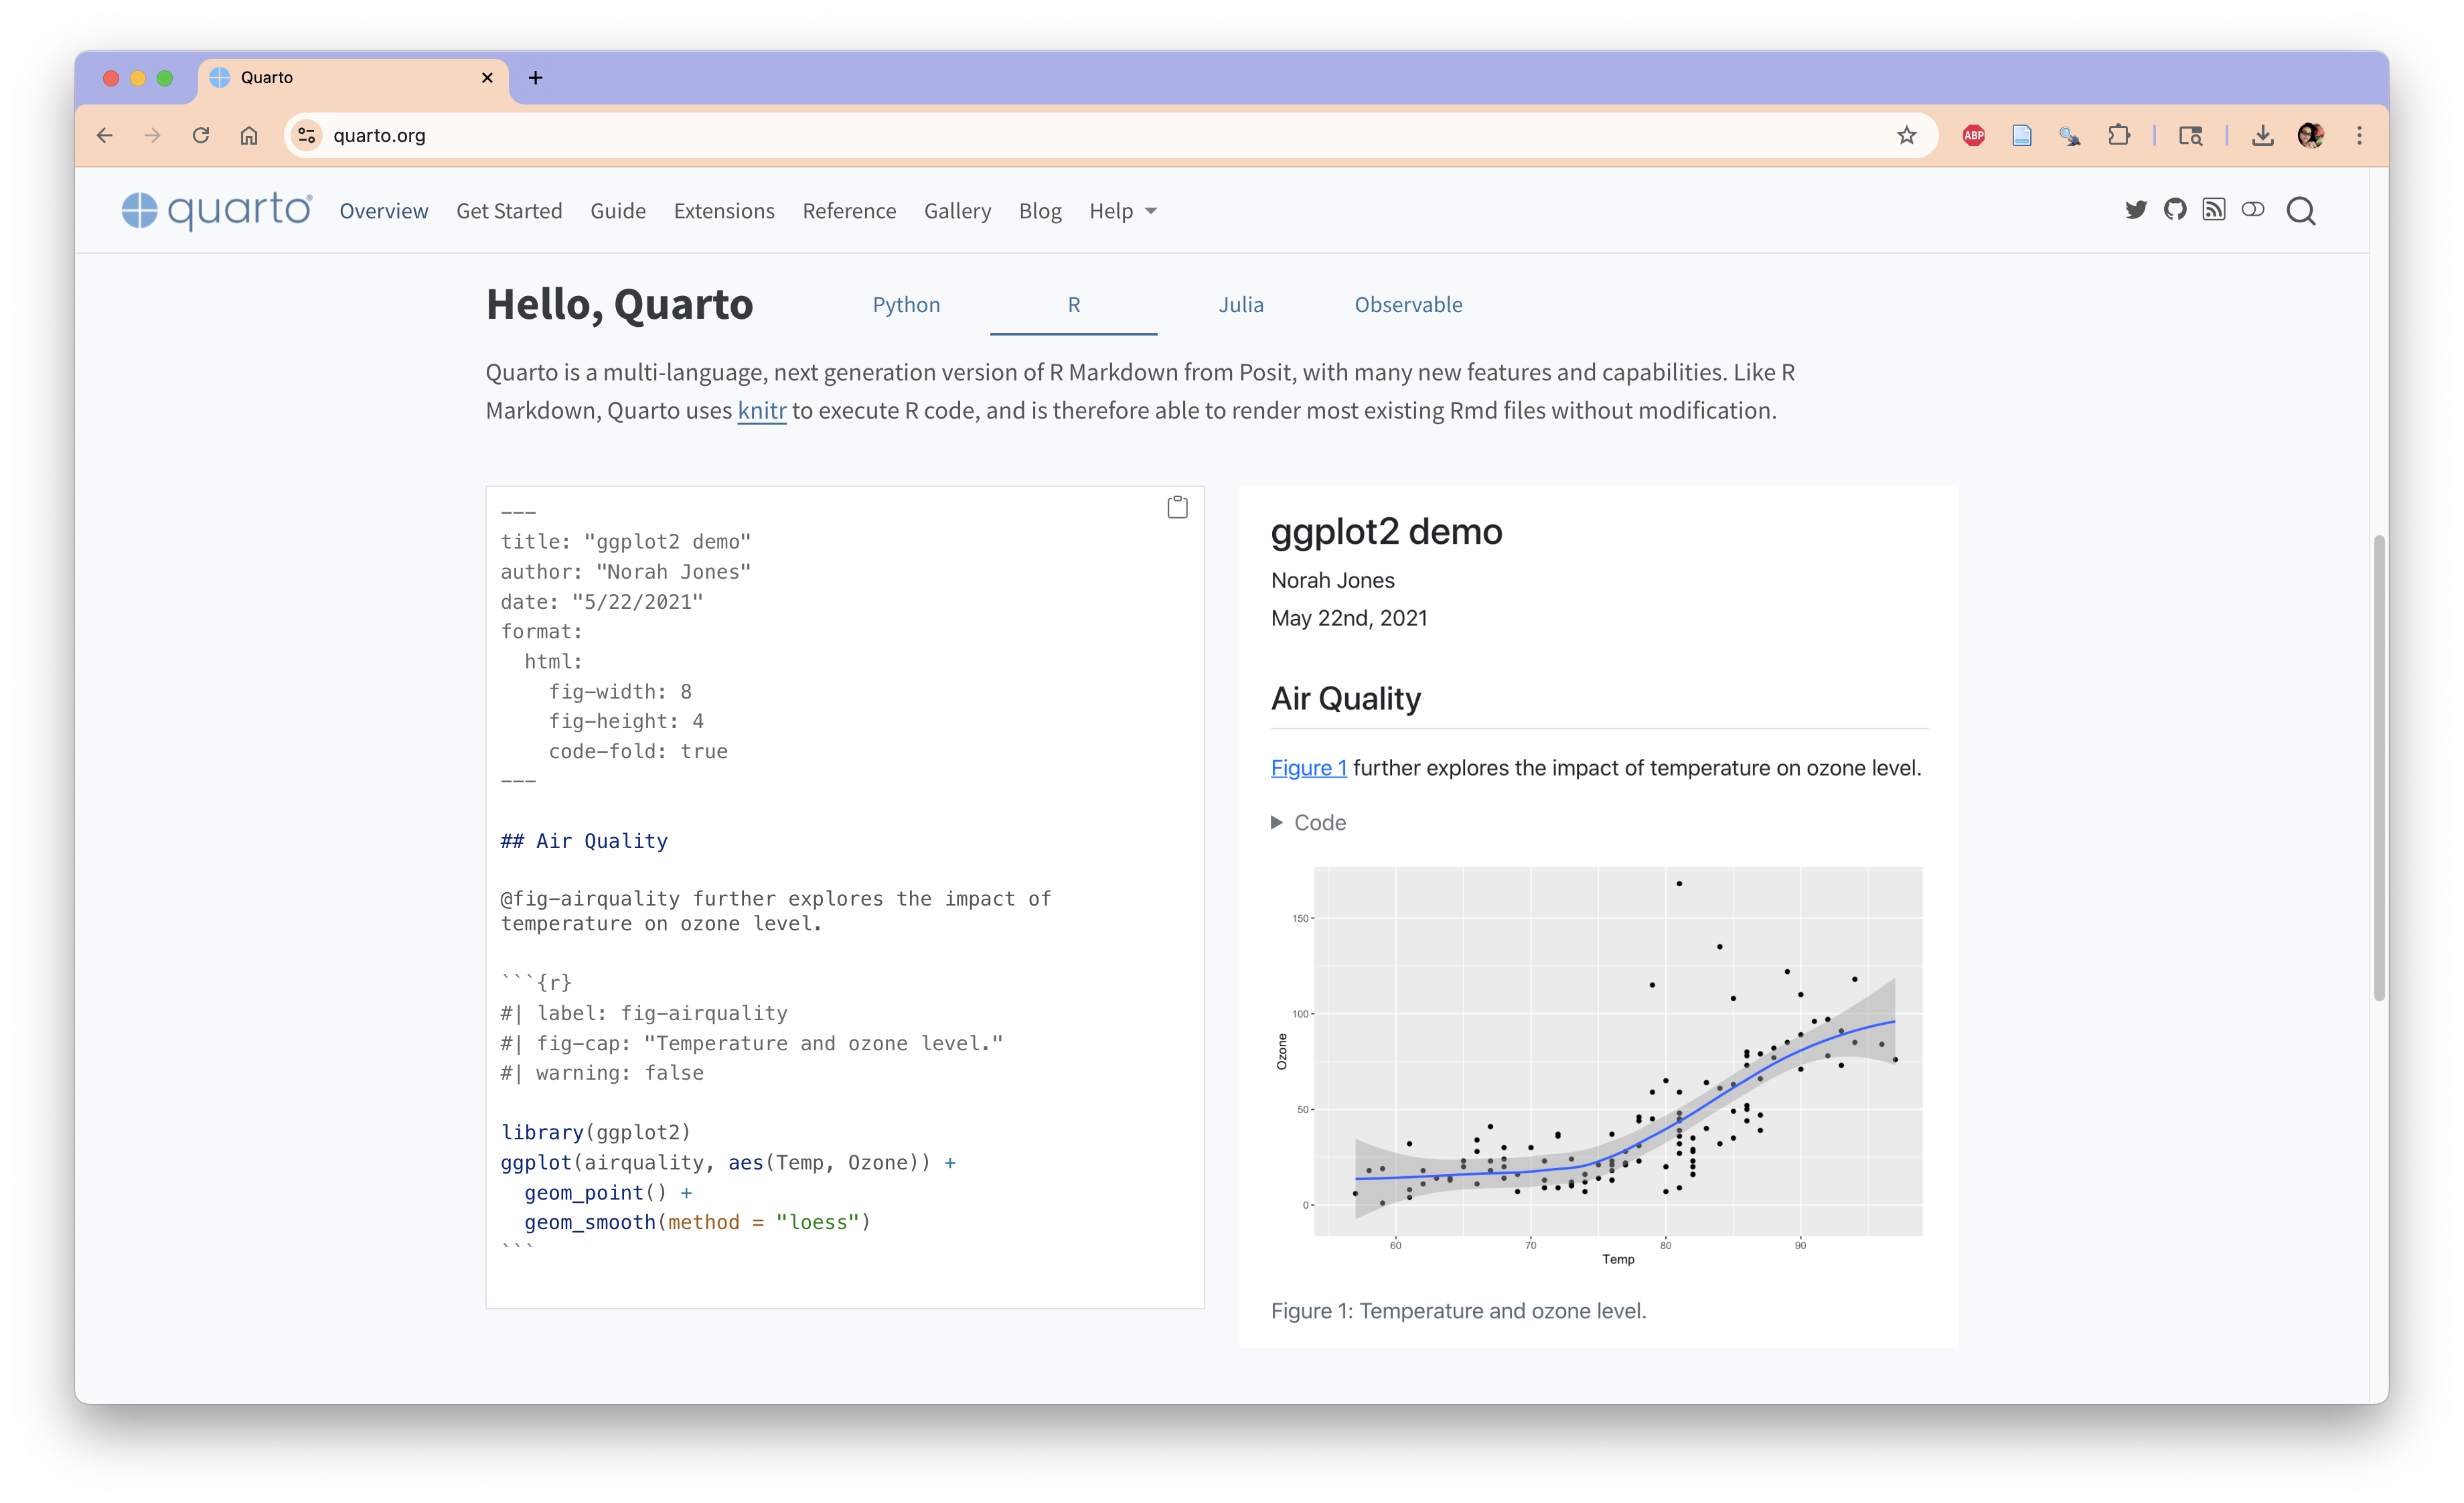 Quarto
quarto.org
ABP
quarto®
Overview Get Started Guide Extensions Reference Gallery Blog Help
Hello, Quarto
Python R Julia Observable
Quarto is a multi-language, next generation version of R Markdown from Posit, with many new features and capabilities. Like R
Markdown, Quarto uses knitr to execute R code, and is therefore able to render most existing Rmd files without modification.
---
title: "ggplot2 demo"
author: "Norah Jones"
date: "5/22/2021"
format:
  html:
    fig-width: 8
    fig-height: 4
    code-fold: true
---
## Air Quality
@fig-airquality further explores the impact of
temperature on ozone level.
```{r}
#| label: fig-airquality
#| fig-cap: "Temperature and ozone level."
#| warning: false
library(ggplot2)
ggplot(airquality, aes(Temp, Ozone)) +
  geom_point() +
  geom_smooth(method = "loess")
```
ggplot2 demo
Norah Jones
May 22nd, 2021
Air Quality
Figure 1 further explores the impact of temperature on ozone level.
Code
150
100
50
0
Ozone
60 70 80 90
Temp
Figure 1: Temperature and ozone level.